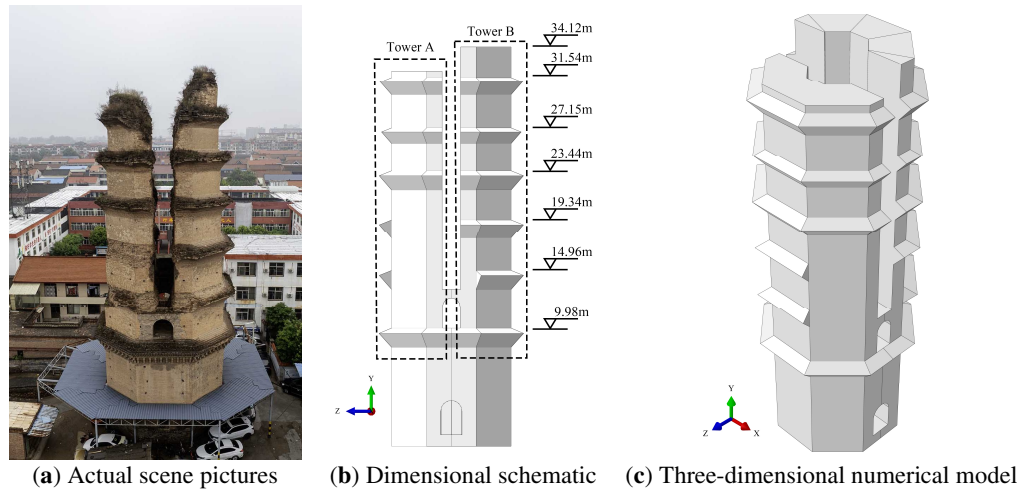 Tower A
Tower B
34.12m
31.54m
27.15m
23.44m
19.34m
14.96m
9.98m
Y
Z
Y
Z
X
(a) Actual scene pictures
(b) Dimensional schematic
(c) Three-dimensional numerical model